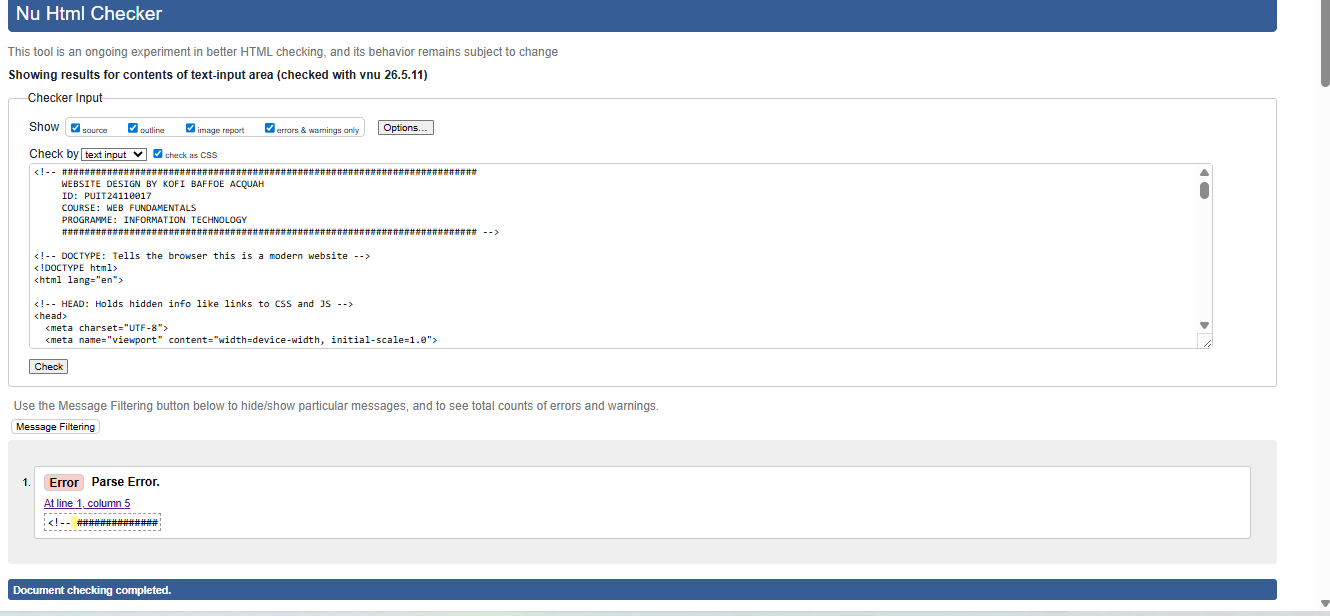 Nu Html Checker
This tool is an ongoing experiment in better HTML checking, and its behavior remains subject to change
Showing results for contents of text-input area (checked with vnu 26.5.11)
Checker Input
Show source outline image report errors & warnings only Options...
Check by text input check as CSS
<!-- ##########################################################################
WEBSITE DESIGN BY KOFI BAFFOE ACQUAH
ID: PUIT24110017
COURSE: WEB FUNDAMENTALS
PROGRAMME: INFORMATION TECHNOLOGY
########################################################################## -->
<!-- DOCTYPE: Tells the browser this is a modern website -->
<!DOCTYPE html>
<html lang="en">
<!-- HEAD: Holds hidden info like links to CSS and JS -->
<head>
<meta charset="UTF-8">
<meta name="viewport" content="width=device-width, initial-scale=1.0">
Check
Use the Message Filtering button below to hide/show particular messages, and to see total counts of errors and warnings.
Message Filtering
1. Error Parse Error.
At line 1, column 5
<!-- ##############
Document checking completed.